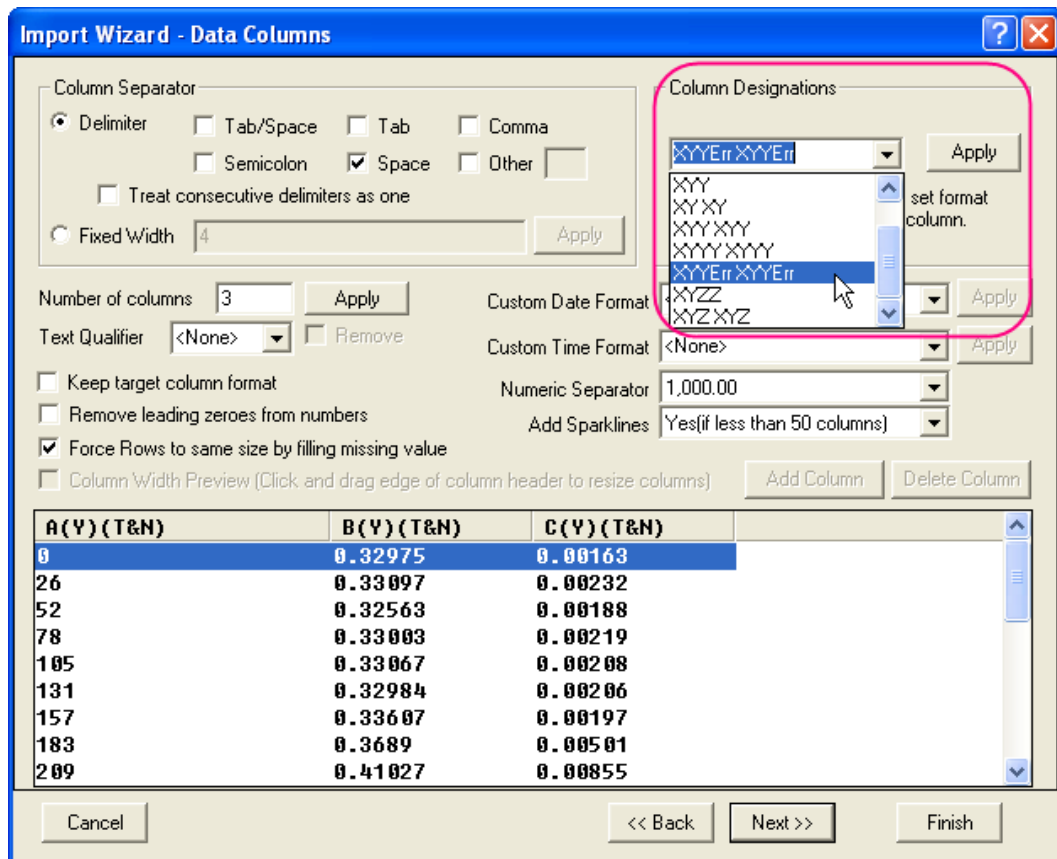 Import Wizard - Data Columns
Column Separator
Delimiter
Tab/Space
Tab
Comma
Semicolon
Space
Other
Treat consecutive delimiters as one
Fixed Width
4
Apply
Column Designations
XYYErr XYYErr
Apply
XYY
XY XY
XYY XYY
XYYY XYYY
XYYErr XYYErr
XYZZ
XYZ XYZ
set format
column.
Number of columns
3
Apply
Text Qualifier
<None>
Remove
Custom Date Format
Apply
Custom Time Format
<None>
Apply
Keep target column format
Remove leading zeroes from numbers
Force Rows to same size by filling missing value
Numeric Separator
1,000.00
Add Sparklines
Yes(if less than 50 columns)
Column Width Preview (Click and drag edge of column header to resize columns)
Add Column
Delete Column
A(Y)(T&N) B(Y)(T&N) C(Y)(T&N)
0 0.32975 0.00163
26 0.33097 0.00232
52 0.32563 0.00188
78 0.33003 0.00219
105 0.33067 0.00208
131 0.32984 0.00206
157 0.33607 0.00197
183 0.3689 0.00501
209 0.41027 0.00855
Cancel
<< Back
Next >>
Finish